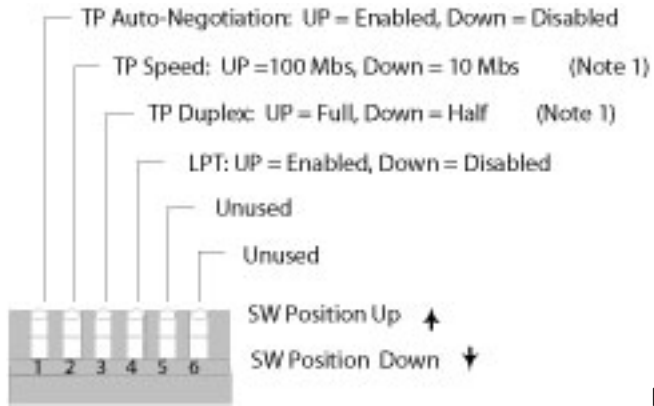 TP Auto-Negotiation: UP = Enabled, Down = Disabled
TP Speed: UP =100 Mbs, Down = 10 Mbs (Note 1)
TP Duplex: UP = Full, Down = Half (Note 1)
LPT: UP = Enabled, Down = Disabled
Unused
Unused
SW Position Up
1 2 3 4 5 6
SW Position Down